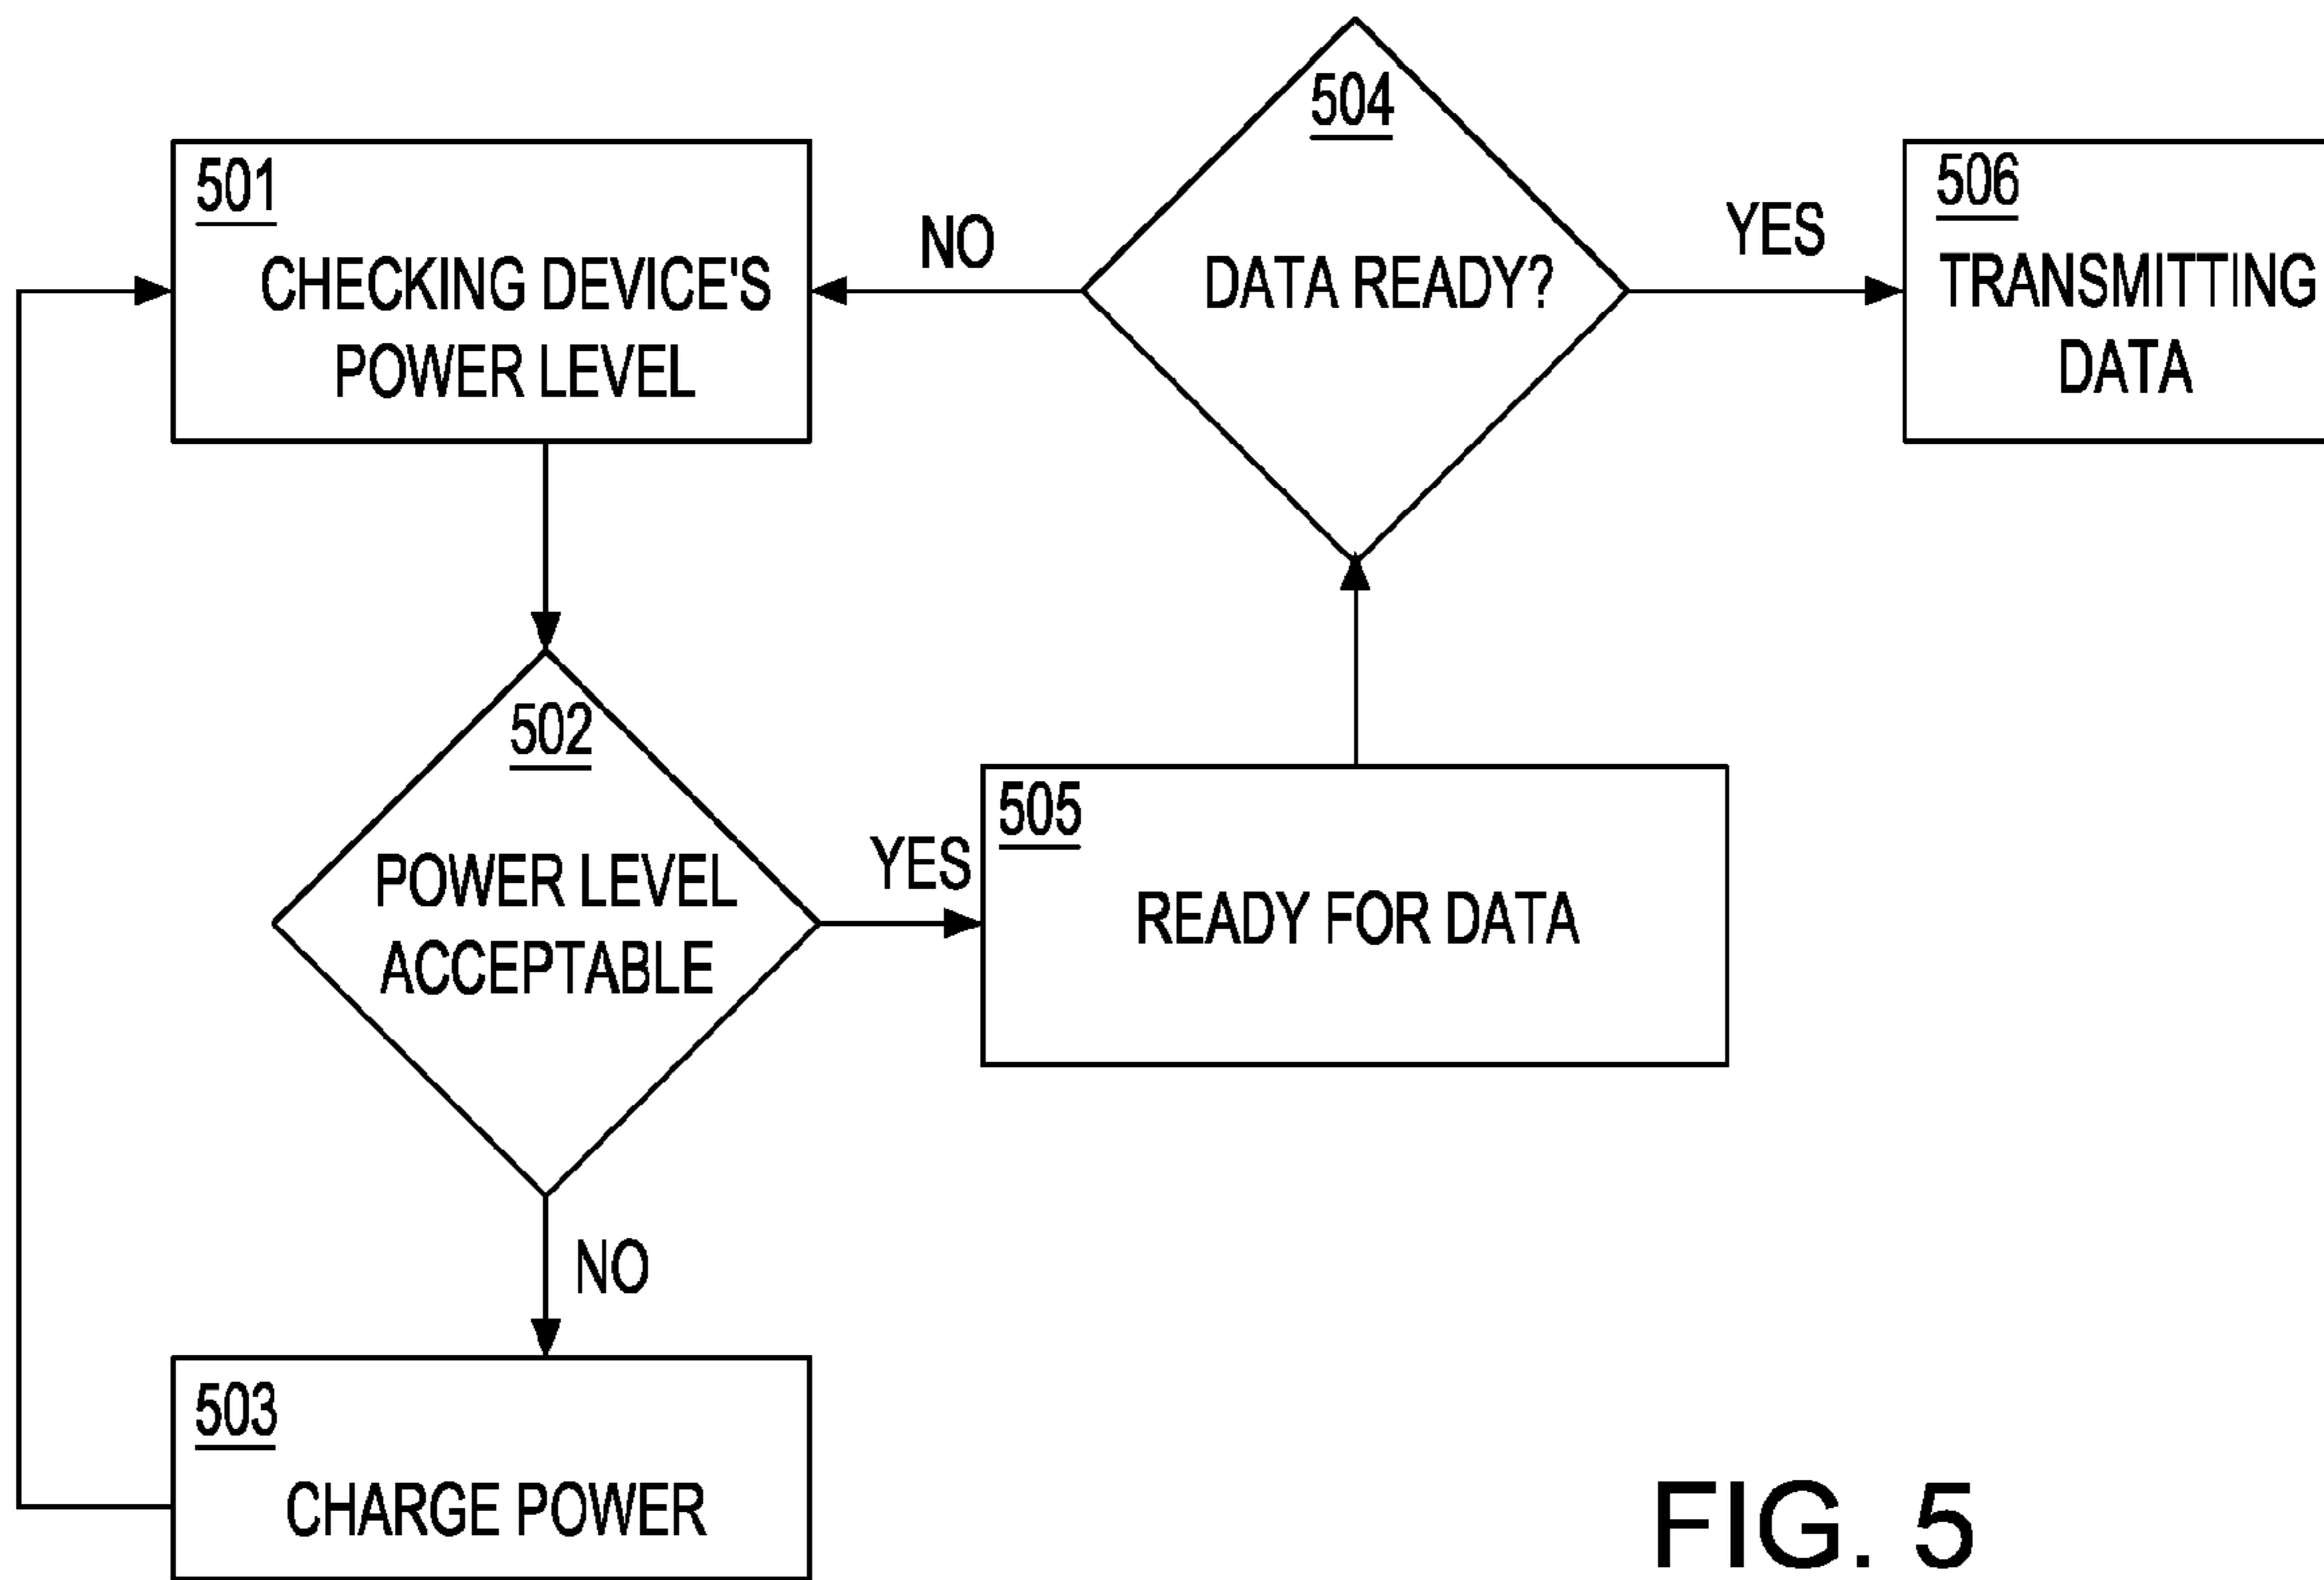 501
CHECKING DEVICE'S
POWER LEVEL
NO
504
DATA READY?
YES
506
TRANSMITTING
DATA
502
POWER LEVEL
ACCEPTABLE
YES
505
READY FOR DATA
NO
503
CHARGE POWER
FIG. 5